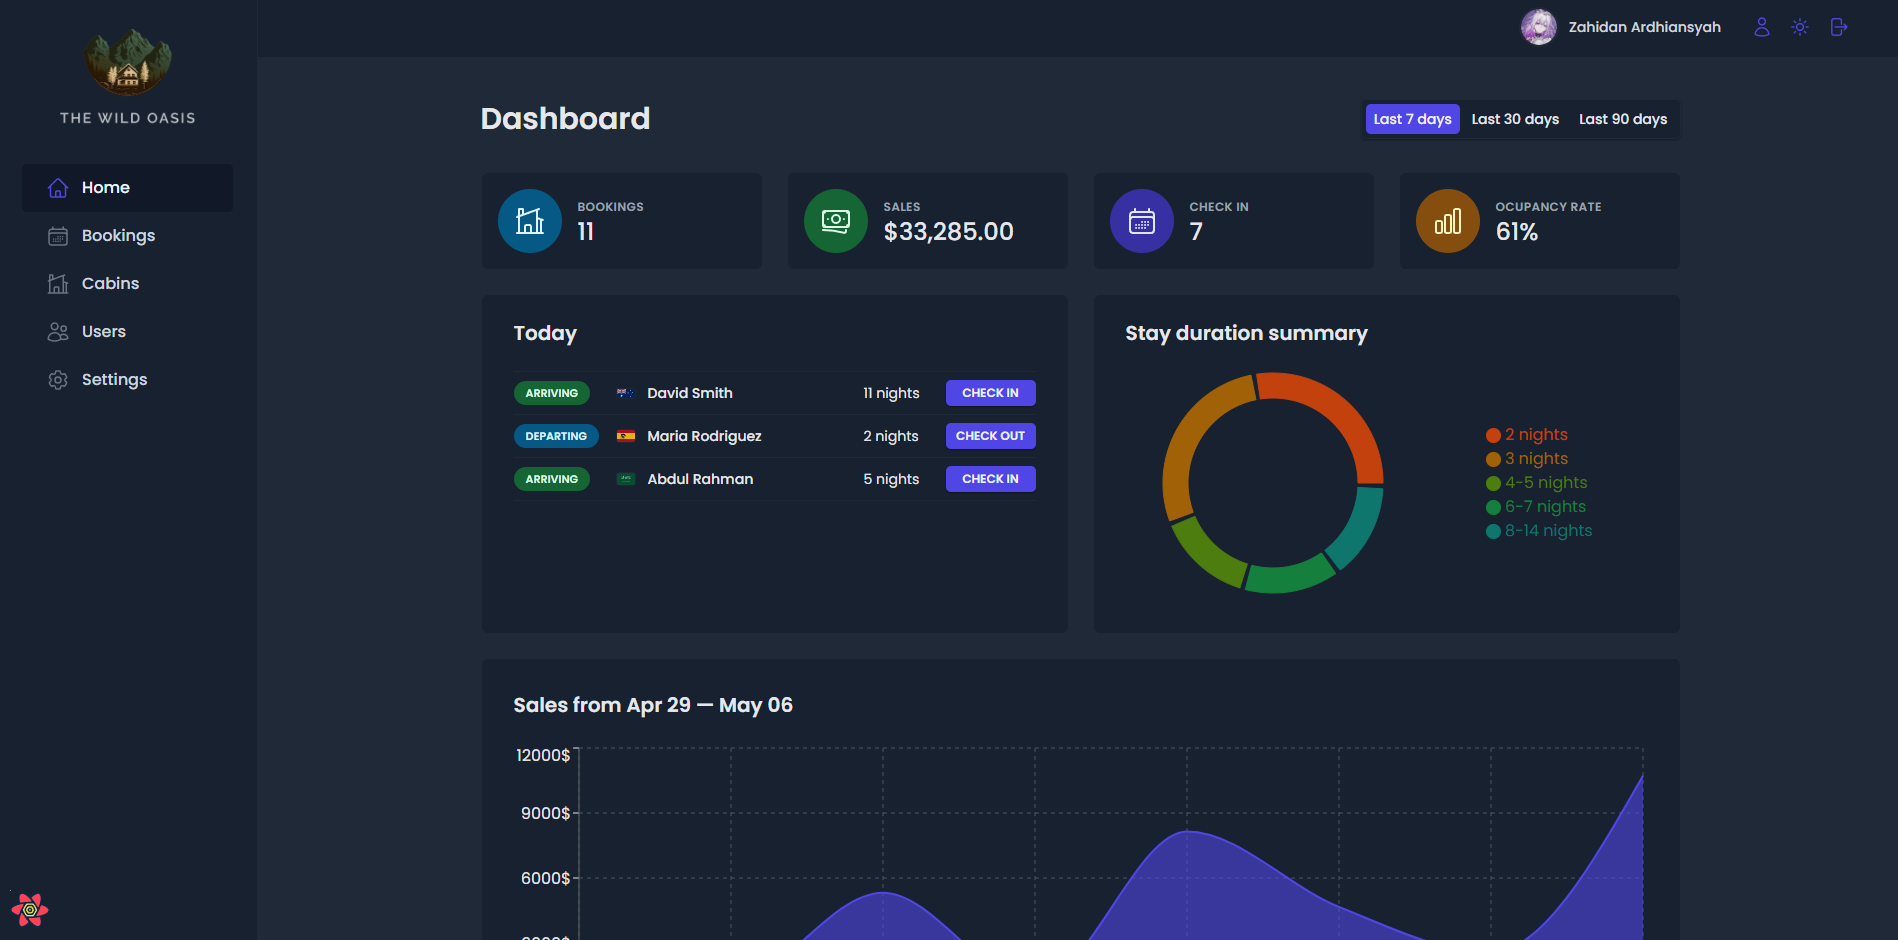 THE WILD OASIS
Home
Bookings
Cabins
Users
Settings
Zahidan Ardhiansyah
Dashboard
Last 7 days Last 30 days Last 90 days
BOOKINGS
11
SALES
$33,285.00
CHECK IN
7
OCUPANCY RATE
61%
Today
ARRIVING David Smith 11 nights CHECK IN
DEPARTING Maria Rodriguez 2 nights CHECK OUT
ARRIVING Abdul Rahman 5 nights CHECK IN
Stay duration summary
2 nights
3 nights
4-5 nights
6-7 nights
8-14 nights
Sales from Apr 29 — May 06
12000$
9000$
6000$